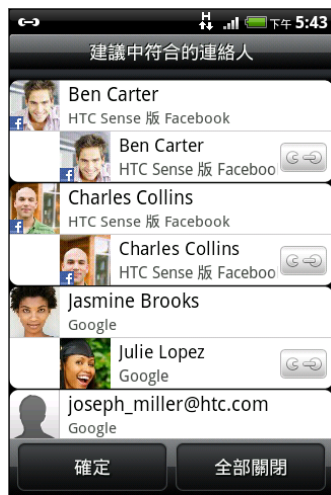 H
下午 5:43
建議中符合的連絡人
Ben Carter
HTC Sense 版 Facebook
Ben Carter
HTC Sense 版 Faceboo
Charles Collins
HTC Sense 版 Facebook
Charles Collins
HTC Sense 版 Faceboo
Jasmine Brooks
Google
Julie Lopez
Google
joseph_miller@htc.com
Google
確定
全部關閉